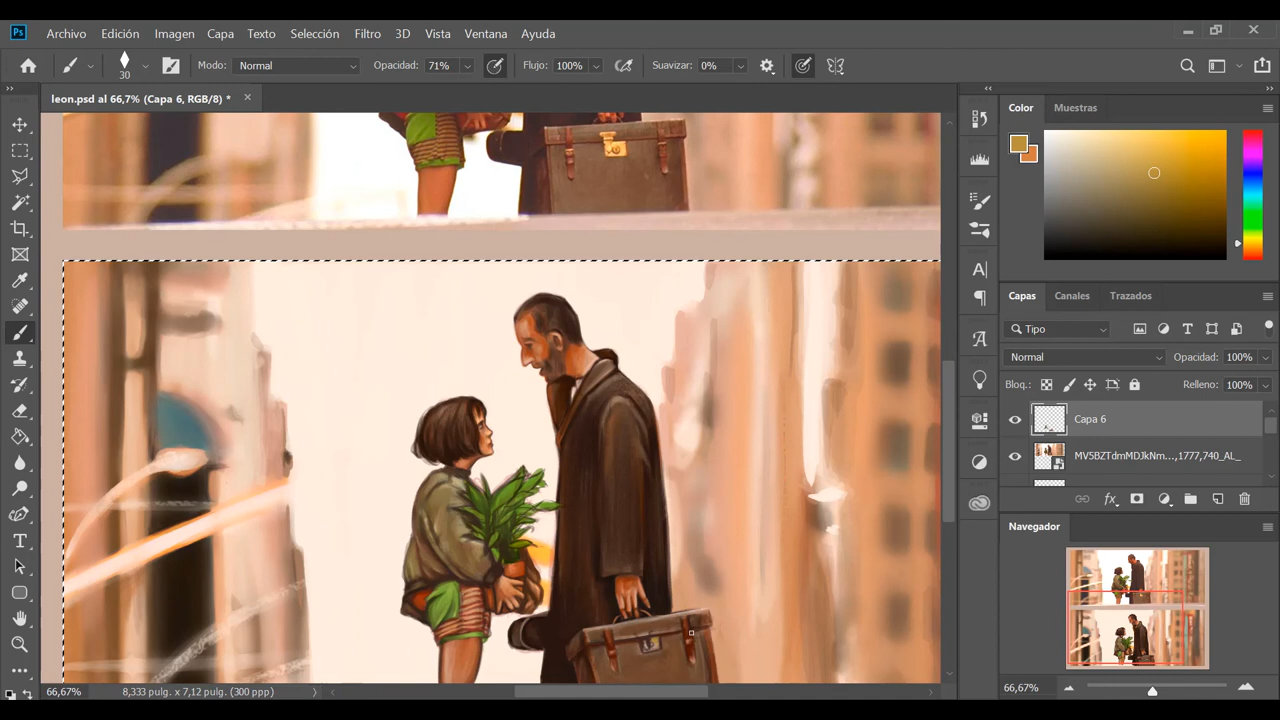 Ps Archivo Edición Imagen Capa Texto Selección Filtro 3D Vista Ventana Ayuda
30 Modo: Normal Opacidad: 71% Flujo: 100% Suavizar: 0%
leon.psd al 66,7% (Capa 6, RGB/8) *
Color Muestras
Capas Canales Trazados
Tipo
Normal Opacidad: 100%
Bloq.: Relleno: 100%
Capa 6
MV5BZTdmMDJkNm...,1777,740_AL_
Navegador
66,67%
66,67% 8,333 pulg. x 7,12 pulg. (300 ppp)